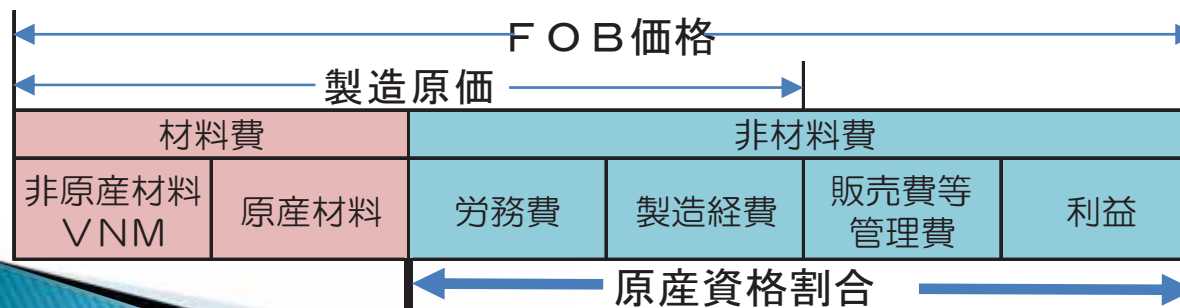 ＦＯＢ価格
製造原価
材料費
非材料費
非原産材料
ＶＮＭ
原産材料
労務費
製造経費
販売費等
管理費
利益
原産資格割合